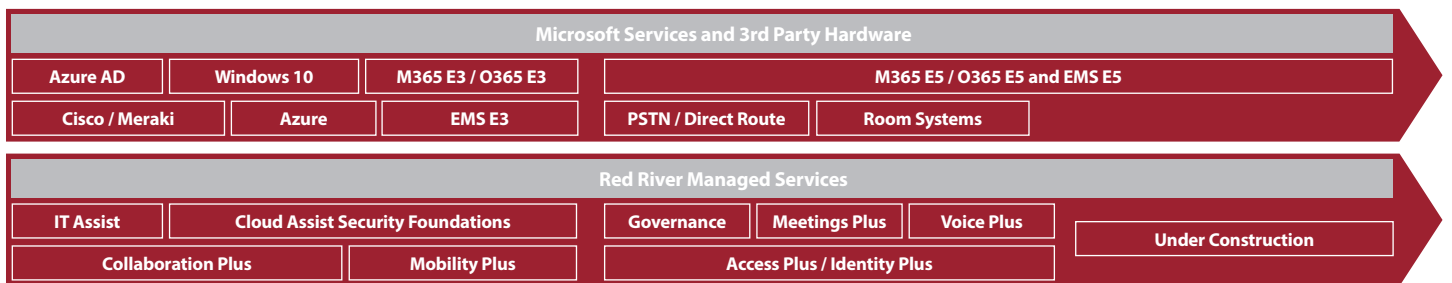 Microsoft Services and 3rd Party Hardware
Azure AD Windows 10 M365 E3 / O365 E3 M365 E5 / O365 E5 and EMS E5
Cisco / Meraki Azure EMS E3 PSTN / Direct Route Room Systems
Red River Managed Services
IT Assist Cloud Assist Security Foundations Governance Meetings Plus Voice Plus
Under Construction
Collaboration Plus Mobility Plus Access Plus / Identity Plus